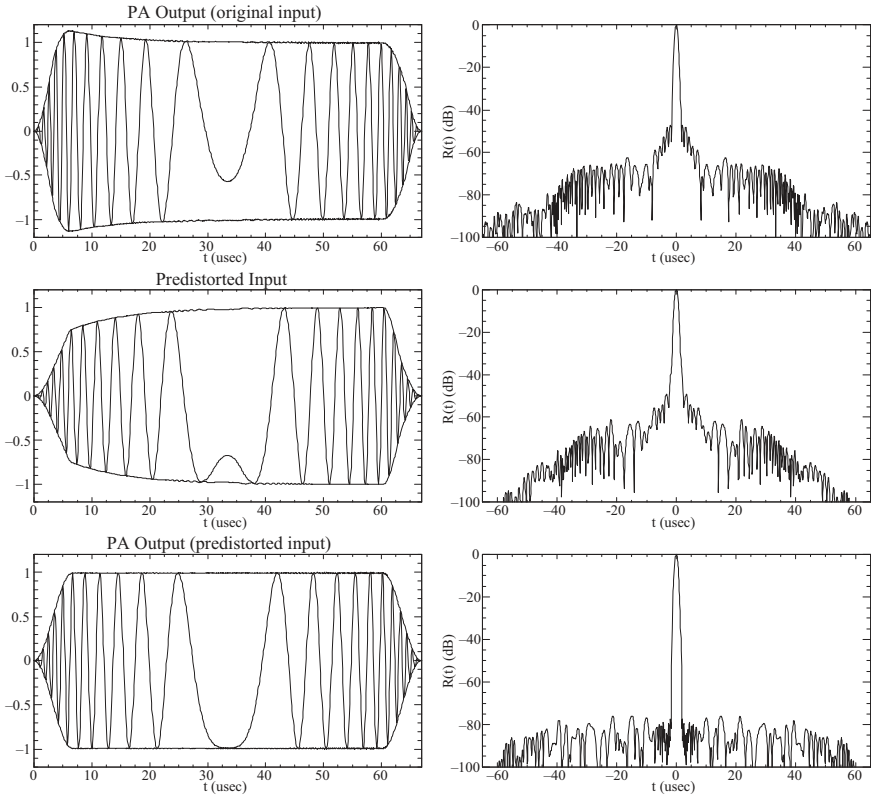 PA Output (original input)
1
0.5
0
−0.5
−1
0 10 20 30 40 50 60
t (usec)
R(t) (dB)
0
−20
−40
−60
−80
−100
−60 −40 −20 0 20 40 60
t (usec)
Predistorted Input
1
0.5
0
−0.5
−1
0 10 20 30 40 50 60
t (usec)
R(t) (dB)
0
−20
−40
−60
−80
−100
−60 −40 −20 0 20 40 60
t (usec)
PA Output (predistorted input)
1
0.5
0
−0.5
−1
0 10 20 30 40 50 60
t (usec)
R(t) (dB)
0
−20
−40
−60
−80
−100
−60 −40 −20 0 20 40 60
t (usec)